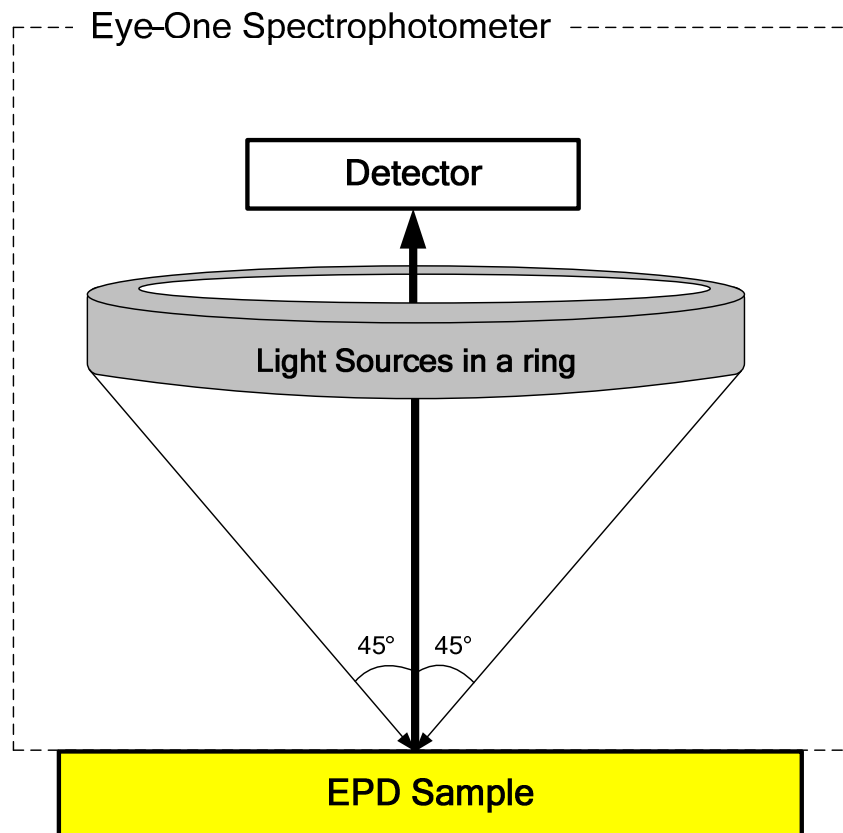 Eye-One Spectrophotometer
Detector
Light Sources in a ring
45° 45°
EPD Sample